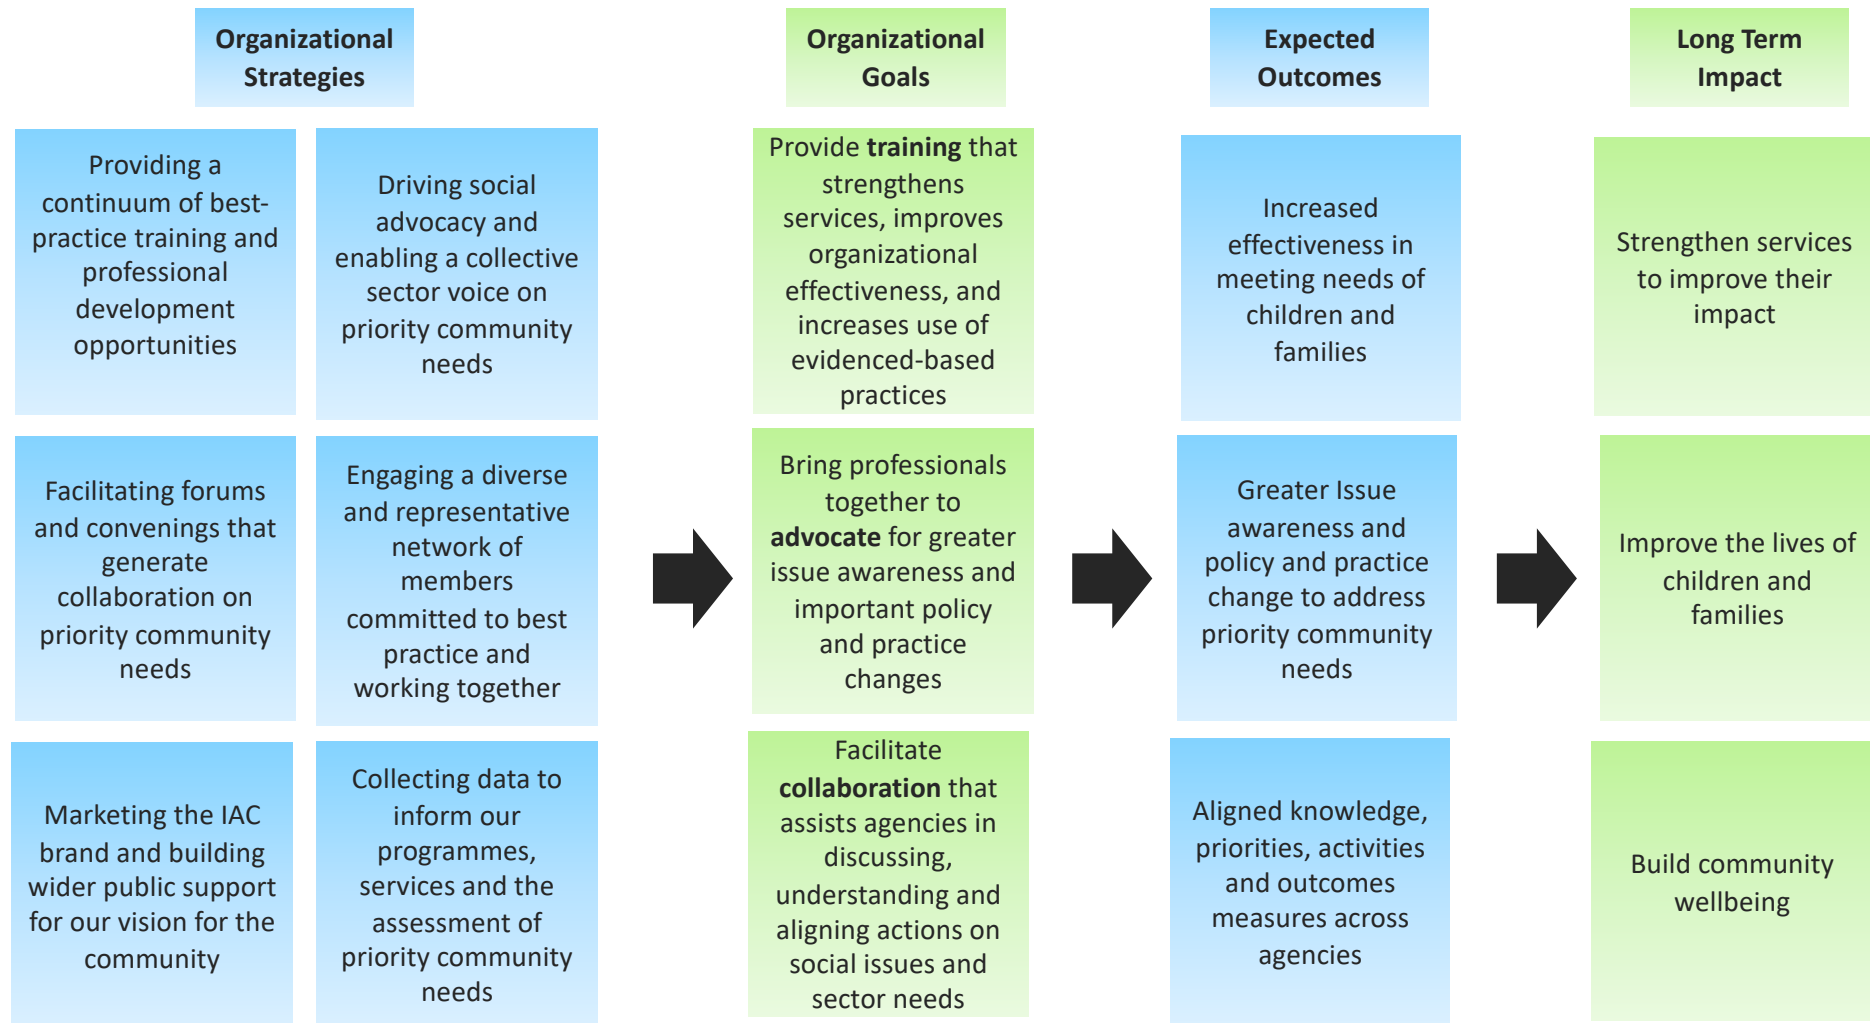 Organizational
Strategies
Organizational
Goals
Expected
Outcomes
Long Term
Impact
Providing a
continuum of best-
practice training and
professional
development
opportunities
Driving social
advocacy and
enabling a collective
sector voice on
priority community
needs
Provide training that
strengthens
services, improves
organizational
effectiveness, and
increases use of
evidenced-based
practices
Increased
effectiveness in
meeting needs of
children and
families
Strengthen services
to improve their
impact
Facilitating forums
and convenings that
generate
collaboration on
priority community
needs
Engaging a diverse
and representative
network of
members
committed to best
practice and
working together
Bring professionals
together to
advocate for greater
issue awareness and
important policy
and practice
changes
Greater Issue
awareness and
policy and practice
change to address
priority community
needs
Improve the lives of
children and
families
Marketing the IAC
brand and building
wider public support
for our vision for the
community
Collecting data to
inform our
programmes,
services and the
assessment of
priority community
needs
Facilitate
collaboration that
assists agencies in
discussing,
understanding and
aligning actions on
social issues and
sector needs
Aligned knowledge,
priorities, activities
and outcomes
measures across
agencies
Build community
wellbeing